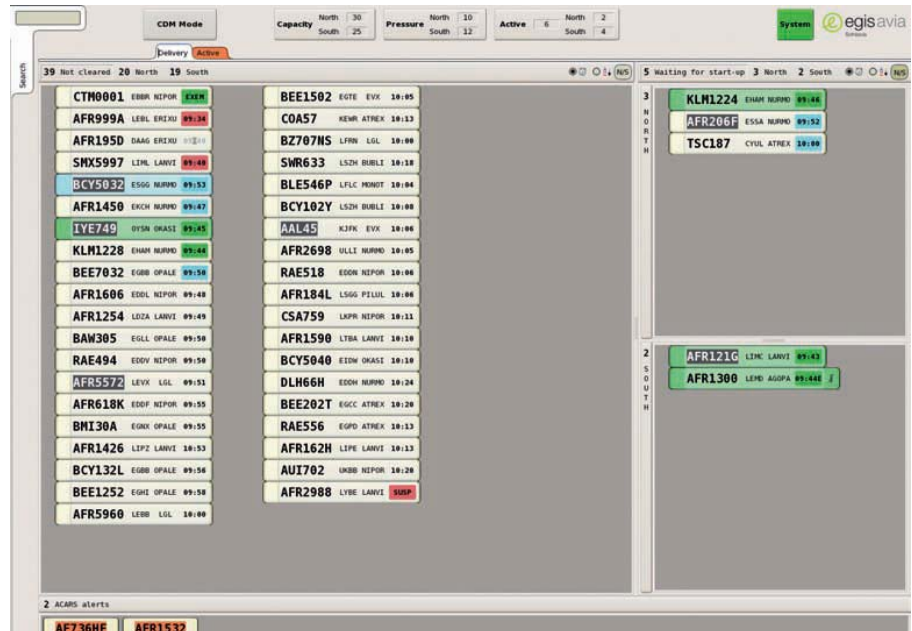 CDM Mode
Capacity North 30 South 25
Pressure North 10 South 12
Active 6 North 2 South 4
System
egis avia
Search
Delivery Active
39 Not cleared 20 North 19 South N/S
5 Waiting for start-up 3 North 2 South N/S
CTM0001 EBBR NIPOR EXEM
AFR999A LEBL ERIXU 09:34
AFR195D DAAG ERIXU
SMX5997 LIML LANVI 09:40
BCY5032 ESGG NURMO 09:53
AFR1450 EKCH NURMO 09:47
IYE749 OYSN OKASI 09:45
KLM1228 EHAM NURMO 09:44
BEE7032 EGBB OPALE 09:50
AFR1606 EDDL NIPOR 09:48
AFR1254 LDZA LANVI 09:49
BAW305 EGLL OPALE 09:50
RAE494 EDDV NIPOR 09:50
AFR5572 LEVX LGL 09:51
AFR618K EDDF NIPOR 09:55
BMI30A EGNX OPALE 09:55
AFR1426 LIPZ LANVI 10:53
BCY132L EGBB OPALE 09:56
BEE1252 EGHI OPALE 09:58
AFR5960 LEBB LGL 10:00
BEE1502 EGTE EVX 10:05
COA57 KEWR ATREX 10:13
BZ707NS LFRN LGL 10:00
SWR633 LSZH BUBLI 10:18
BLE546P LFLC MONOT 10:04
BCY102Y LSZH BUBLI 10:08
AAL45 KJFK EVX 10:06
AFR2698 ULLI NURMO 10:05
RAE518 EDDN NIPOR 10:06
AFR184L LSGG PILUL 10:06
CSA759 LKPR NIPOR 10:11
AFR1590 LTBA LANVI 10:10
BCY5040 EIDW OKASI 10:10
DLH66H EDDH NURMO 10:24
BEE202T EGCC ATREX 10:20
RAE556 EGPD ATREX 10:13
AFR162H LIPE LANVI 10:13
AUI702 UKBB NIPOR 10:20
AFR2988 LYBE LANVI SUSP
3 NORTH
KLM1224 EHAM NURMO 09:46
AFR206F ESSA NURMO 09:52
TSC187 CYUL ATREX 10:00
2 SOUTH
AFR121G LIMC LANVI 09:43
AFR1300 LEMD AGOPA 09:44E
2 ACARS alerts
AF736HF AFR1532